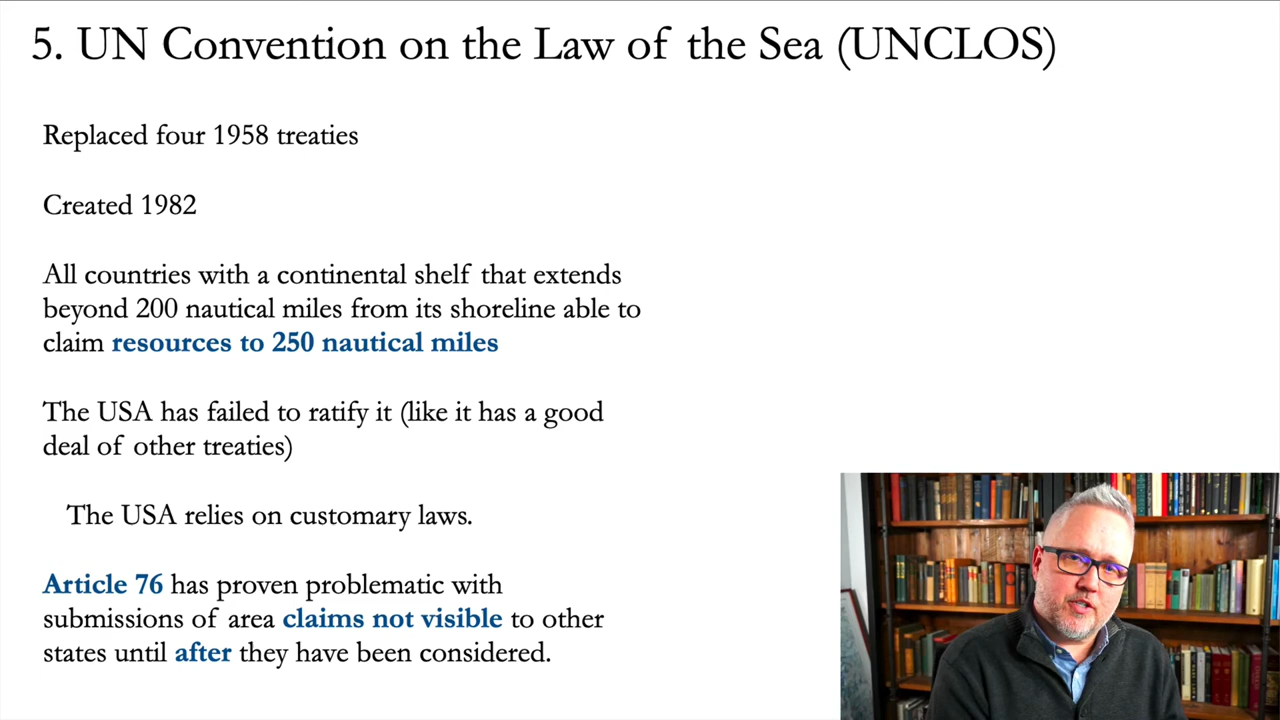 5. UN Convention on the Law of the Sea (UNCLOS)
Replaced four 1958 treaties
Created 1982
All countries with a continental shelf that extends
beyond 200 nautical miles from its shoreline able to
claim resources to 250 nautical miles
The USA has failed to ratify it (like it has a good
deal of other treaties)
The USA relies on customary laws.
Article 76 has proven problematic with
submissions of area claims not visible to other
states until after they have been considered.